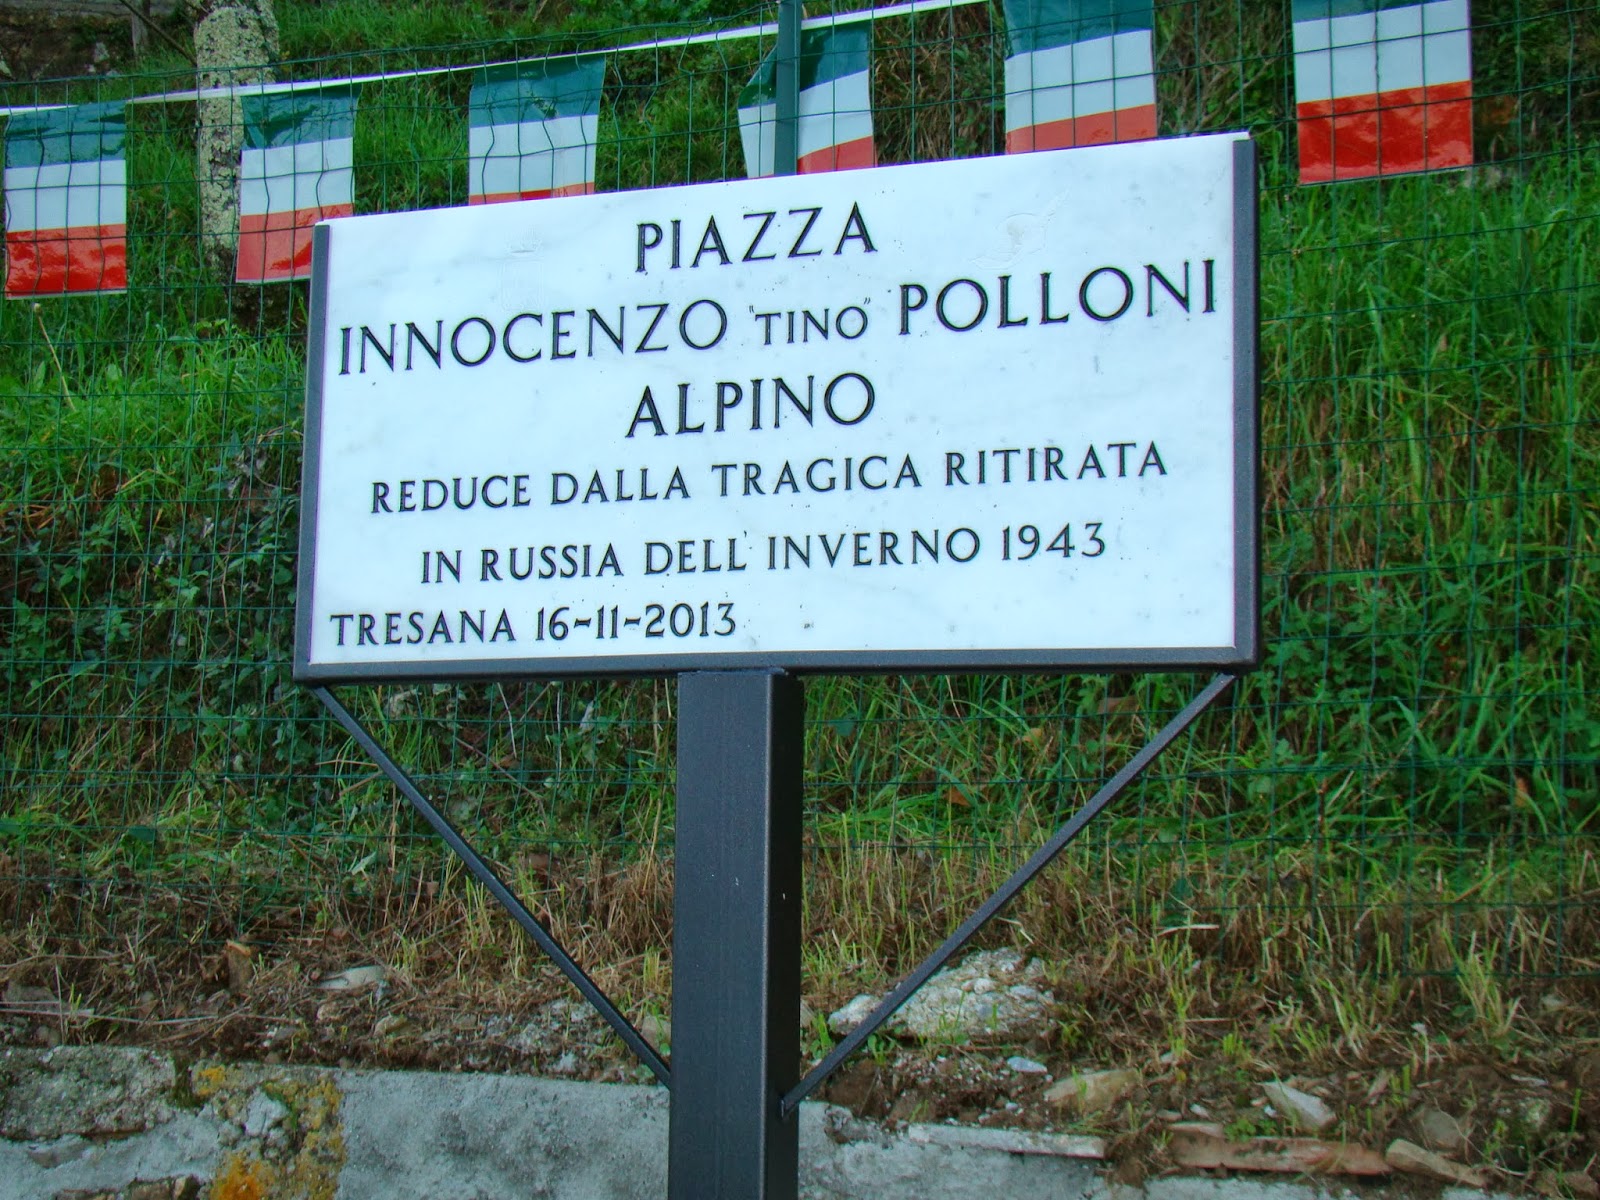 PIAZZA
INNOCENZO "TINO" POLLONI
ALPINO
REDUCE DALLA TRAGICA RITIRATA
IN RUSSIA DELL'INVERNO 1943
TRESANA 16-11-2013